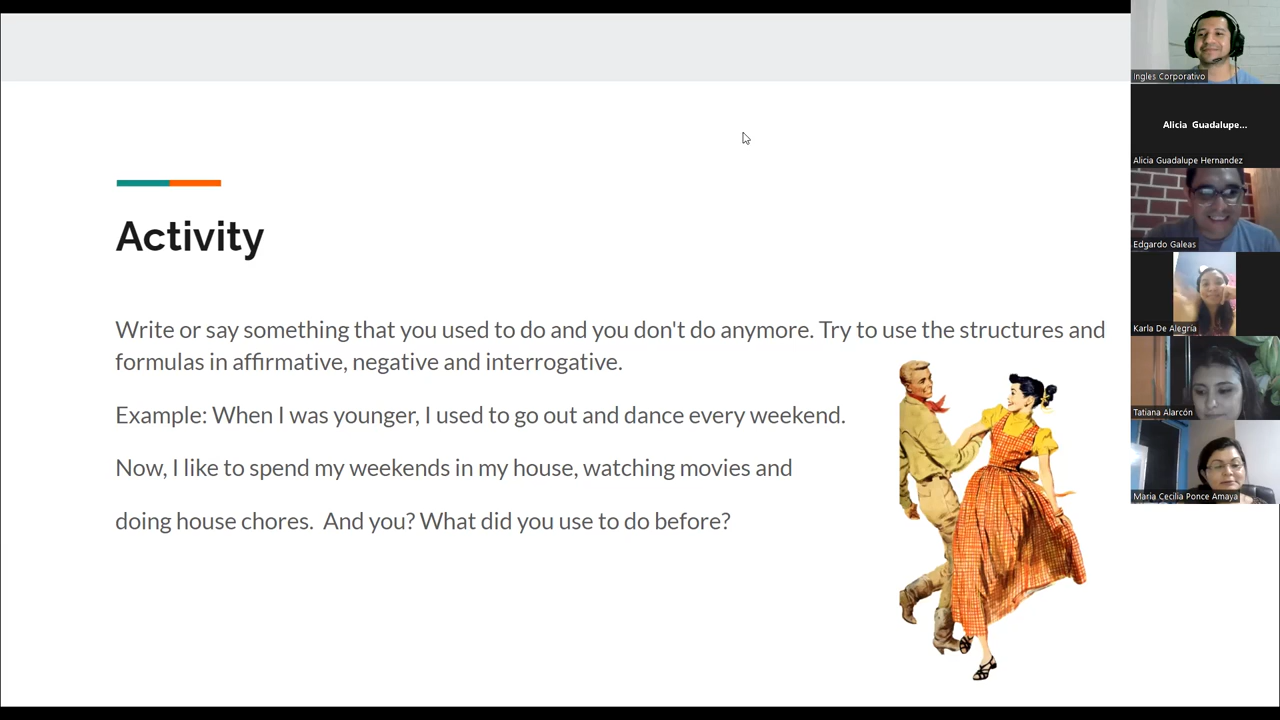 Activity
Write or say something that you used to do and you don't do anymore. Try to use the structures and
formulas in affirmative, negative and interrogative.
Example: When I was younger, I used to go out and dance every weekend.
Now, I like to spend my weekends in my house, watching movies and
doing house chores.  And you? What did you use to do before?
Ingles Corporativo
Alicia Guadalupe...
Alicia Guadalupe Hernandez
Edgardo Galeas
Karla De Alegría
Tatiana Alarcón
Maria Cecilia Ponce Amaya